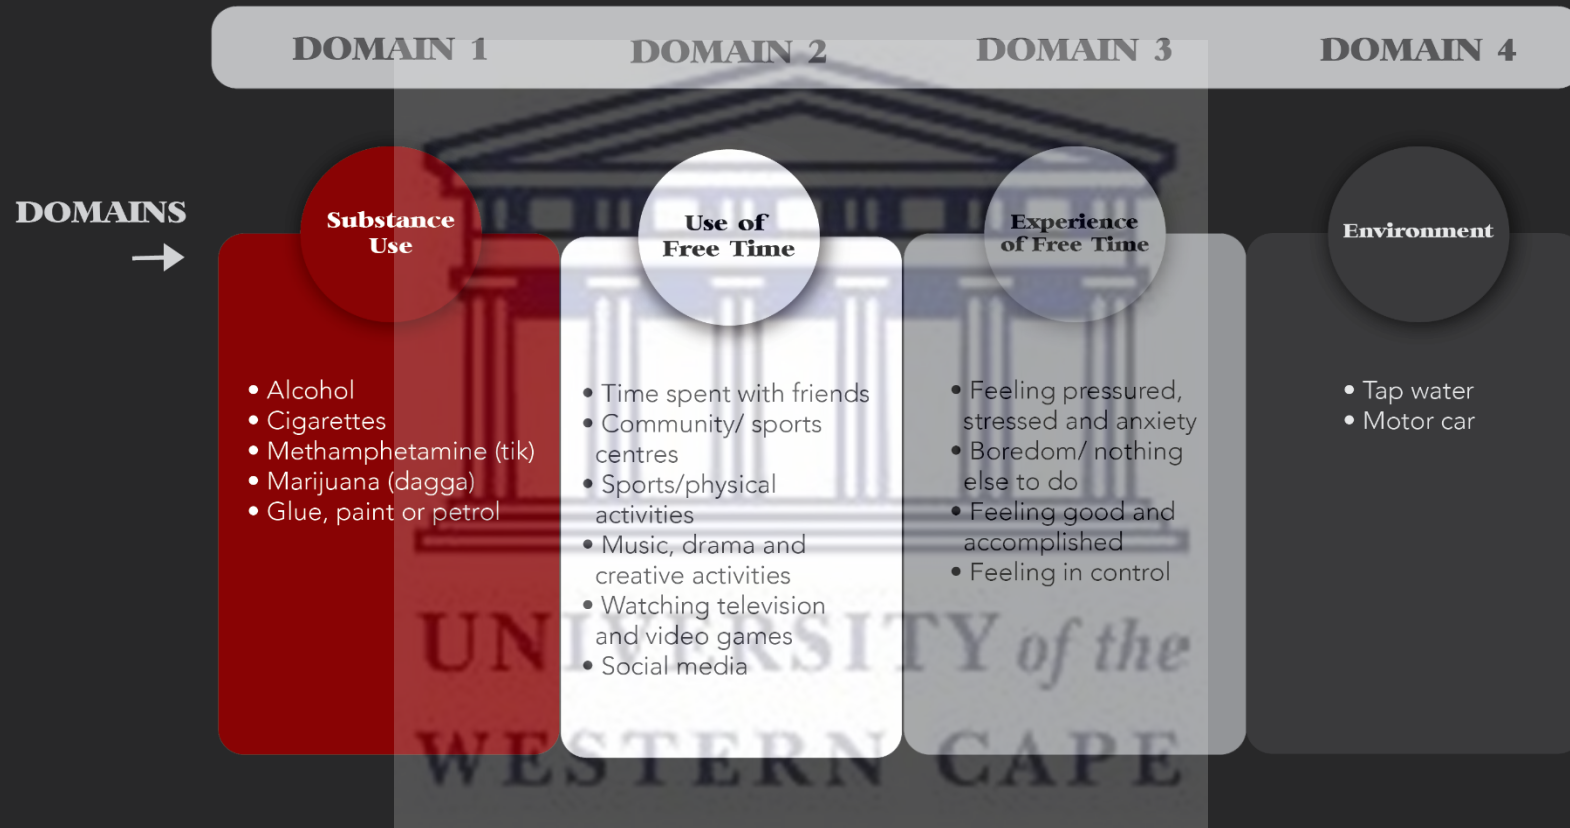 DOMAIN 1
DOMAIN 2
DOMAIN 3
DOMAIN 4
DOMAINS
Substance
Use
• Alcohol
• Cigarettes
• Methamphetamine (tik)
• Marijuana (dagga)
• Glue, paint or petrol
Use of
Free Time
• Time spent with friends
• Community/ sports
centres
• Sports/physical
activities
• Music, drama and
creative activities
• Watching television
and video games
• Social media
Experience
of Free Time
• Feeling pressured,
stressed and anxiety
• Boredom/ nothing
else to do
• Feeling good and
accomplished
• Feeling in control
Environment
• Tap water
• Motor car
UNIVERSITY of the
WESTERN CAPE